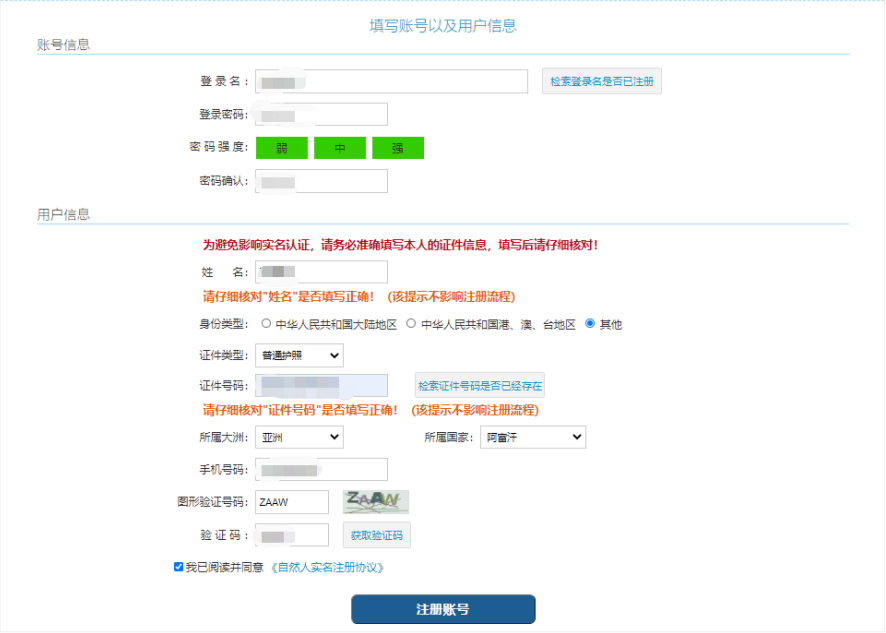 填写账号以及用户信息
账号信息
登 录 名： 检索登录名是否已注册
登录密码：
密 码 强 度： 弱 中 强
密码确认：
用户信息
为避免影响实名认证，请务必准确填写本人的证件信息，填写后请仔细核对！
姓 名：
请仔细核对"姓名"是否填写正确！（该提示不影响注册流程）
身份类型： 中华人民共和国大陆地区 中华人民共和国港、澳、台地区 其他
证件类型： 普通护照
证件号码： 检索证件号码是否已经存在
请仔细核对"证件号码"是否填写正确！（该提示不影响注册流程）
所属大洲： 亚洲 所属国家： 阿富汗
手机号码：
图形验证号码： ZAAW ZAAW
验 证 码： 获取验证码
我已阅读并同意 《自然人实名注册协议》
注册账号